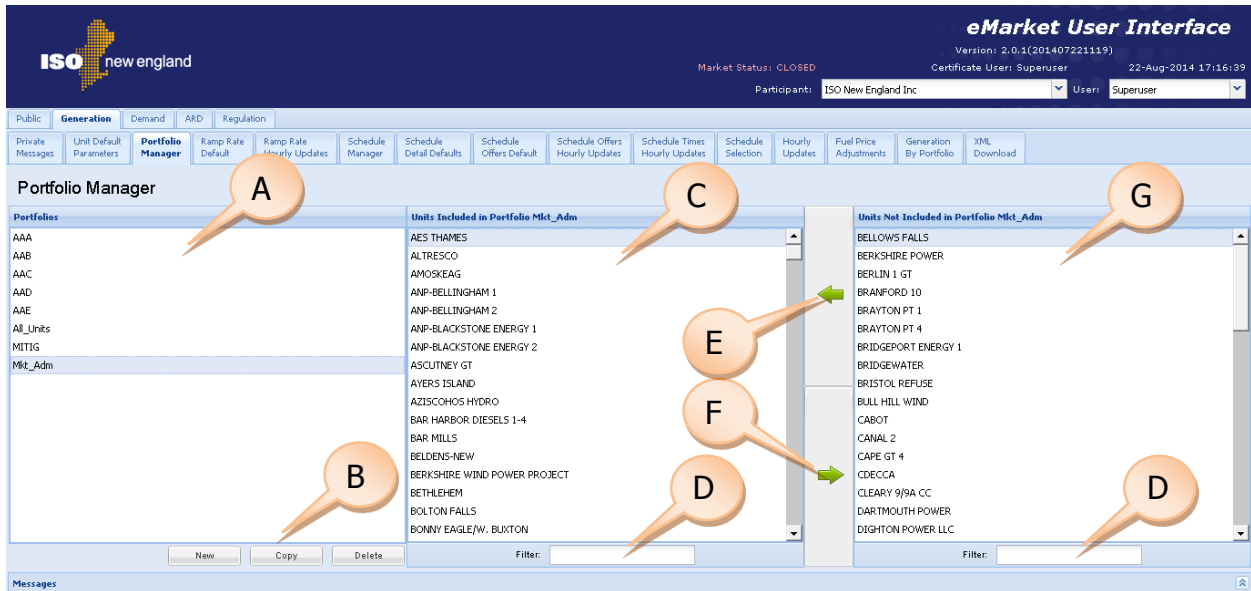 eMarket User Interface
Version: 2.0.1(201407221119)
ISO new england
Market Status: CLOSED Certificate User: Superuser 22-Aug-2014 17:16:39
Participant: ISO New England Inc User: Superuser
Public Generation Demand ARD Regulation
Private Messages Unit Default Parameters Portfolio Manager Ramp Rate Default Ramp Rate Hourly Updates Schedule Manager Schedule Detail Defaults Schedule Offers Default Schedule Offers Hourly Updates Schedule Times Hourly Updates Schedule Selection Hourly Updates Fuel Price Adjustments Generation By Portfolio XML Download
Portfolio Manager
A
C
G
Portfolios
AAA
AAB
AAC
AAD
AAE
All_Units
MITIG
Mkt_Adm
B
New Copy Delete
Units Included in Portfolio Mkt_Adm
AES THAMES
ALTRESCO
AMOSKEAG
ANP-BELLINGHAM 1
ANP-BELLINGHAM 2
ANP-BLACKSTONE ENERGY 1
ANP-BLACKSTONE ENERGY 2
ASCUTNEY GT
AYERS ISLAND
AZISCOHOS HYDRO
BAR HARBOR DIESELS 1-4
BAR MILLS
BELDENS-NEW
BERKSHIRE WIND POWER PROJECT
BETHLEHEM
BOLTON FALLS
BONNY EAGLE/W. BUXTON
D
Filter:
E
F
Units Not Included in Portfolio Mkt_Adm
BELLOWS FALLS
BERKSHIRE POWER
BERLIN 1 GT
BRANFORD 10
BRAYTON PT 1
BRAYTON PT 4
BRIDGEPORT ENERGY 1
BRIDGEWATER
BRISTOL REFUSE
BULL HILL WIND
CABOT
CANAL 2
CAPE GT 4
CDECCA
CLEARY 9/9A CC
DARTMOUTH POWER
DIGHTON POWER LLC
D
Filter:
Messages